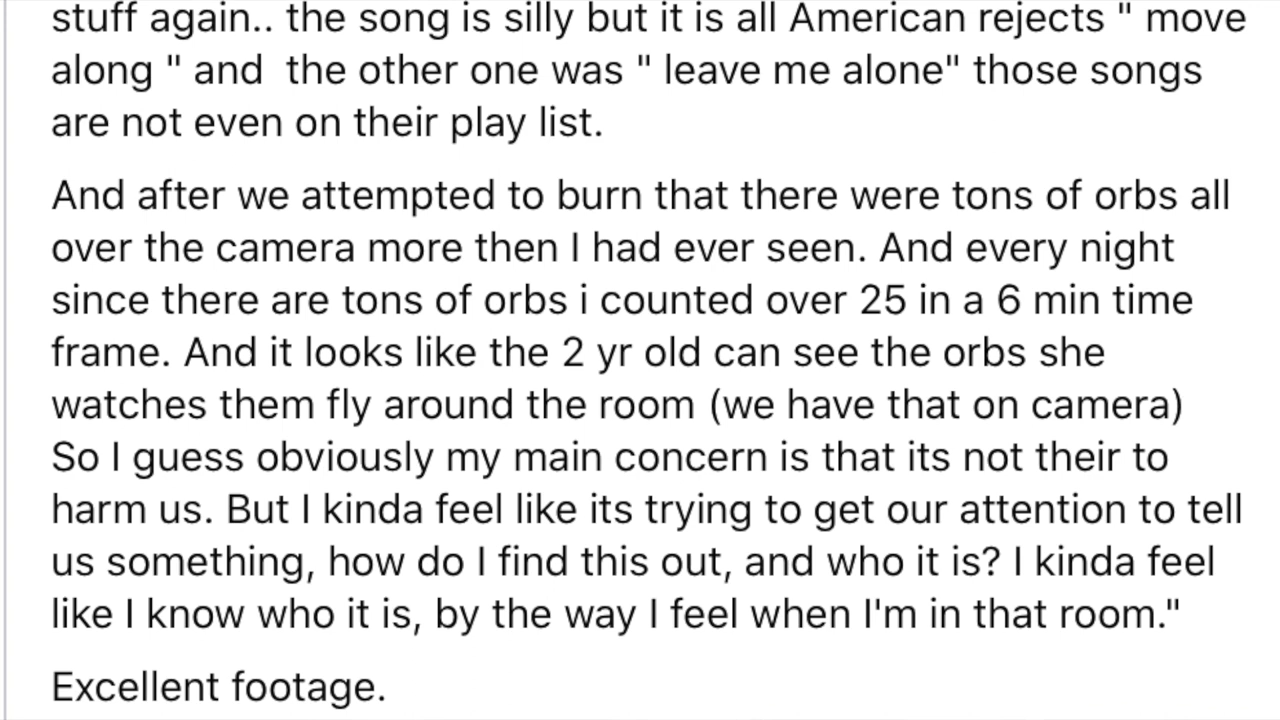 stuff again.. the song is silly but it is all American rejects " move
along " and  the other one was " leave me alone" those songs
are not even on their play list.
And after we attempted to burn that there were tons of orbs all
over the camera more then I had ever seen. And every night
since there are tons of orbs i counted over 25 in a 6 min time
frame. And it looks like the 2 yr old can see the orbs she
watches them fly around the room (we have that on camera)
So I guess obviously my main concern is that its not their to
harm us. But I kinda feel like its trying to get our attention to tell
us something, how do I find this out, and who it is? I kinda feel
like I know who it is, by the way I feel when I'm in that room."
Excellent footage.